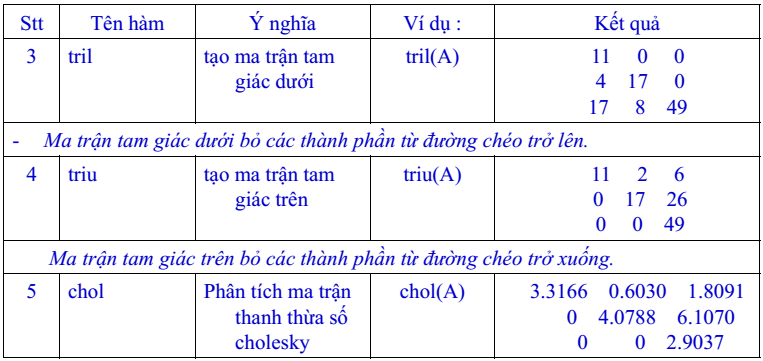 Stt Tên hàm Ý nghĩa Ví dụ : Kết quả
3 tril tạo ma trận tam tril(A) 11 0 0
giác dưới 4 17 0
17 8 49
- Ma trận tam giác dưới bỏ các thành phần từ đường chéo trở lên.
4 triu tạo ma trận tam triu(A) 11 2 6
giác trên 0 17 26
0 0 49
Ma trận tam giác trên bỏ các thành phần từ đường chéo trở xuống.
5 chol Phân tích ma trận chol(A) 3.3166 0.6030 1.8091
thanh thừa số 0 4.0788 6.1070
cholesky 0 0 2.9037